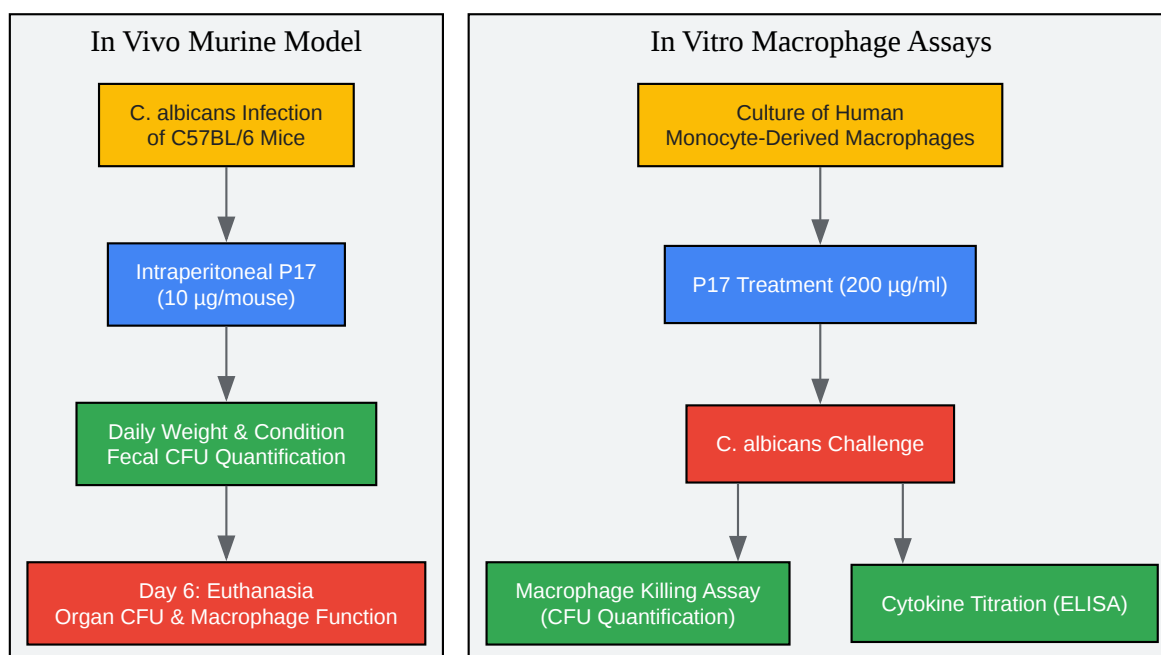 In Vivo Murine Model
C. albicans Infection
of C57BL/6 Mice
Intraperitoneal P17
(10 µg/mouse)
Daily Weight & Condition
Fecal CFU Quantification
Day 6: Euthanasia
Organ CFU & Macrophage Function
In Vitro Macrophage Assays
Culture of Human
Monocyte-Derived Macrophages
P17 Treatment (200 µg/ml)
C. albicans Challenge
Macrophage Killing Assay
(CFU Quantification)
Cytokine Titration (ELISA)